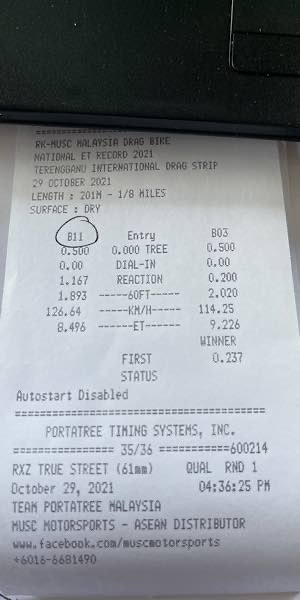 RK-MUSC MALAYSIA DRAG BIKE
NATIONAL ET RECORD 2021
TERENGGANU INTERNATIONAL DRAG STRIP
29 OCTOBER 2021
LENGTH : 201M - 1/8 MILES
SURFACE : DRY
B11 Entry B03
0.500 0.000 TREE 0.500
0.00 DIAL-IN 0.00
1.167 REACTION 0.200
1.893 -----60FT----- 2.020
126.64 -----KM/H----- 114.25
8.496 ------ET------ 9.226
WINNER
FIRST 0.237
STATUS
Autostart Disabled
=========================================
PORTATREE TIMING SYSTEMS, INC.
================ 35/36 ===========600214
RXZ TRUE STREET (61mm) QUAL RND 1
October 29, 2021 04:36:25 PM
TEAM PORTATREE MALAYSIA
MUSC MOTORSPORTS - ASEAN DISTRIBUTOR
www.facebook.com/muscmotorsports
+6016-6681490